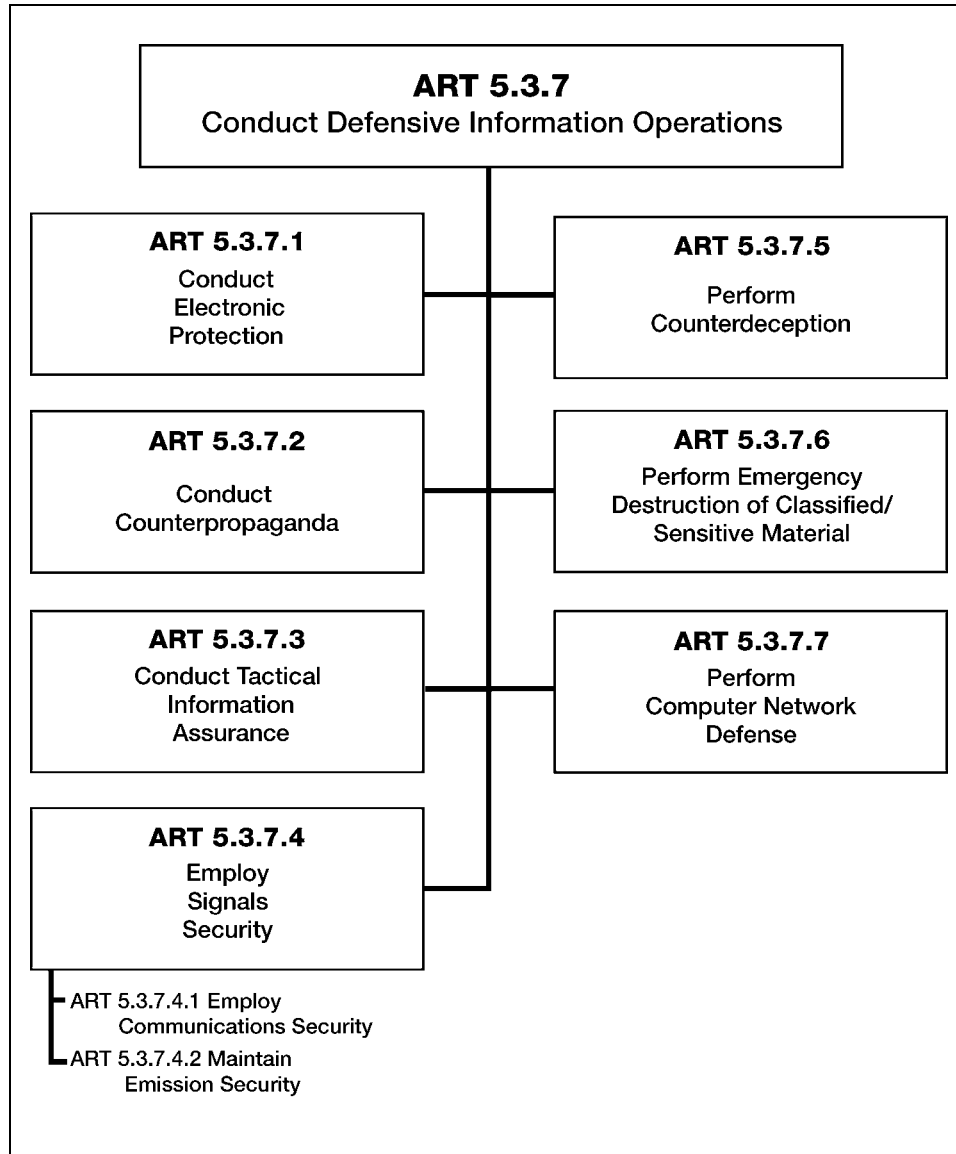 ART 5.3.7
Conduct Defensive Information Operations
ART 5.3.7.1
Conduct
Electronic
Protection
ART 5.3.7.2
Conduct
Counterpropaganda
ART 5.3.7.3
Conduct Tactical
Information
Assurance
ART 5.3.7.4
Employ
Signals
Security
ART 5.3.7.4.1 Employ
Communications Security
ART 5.3.7.4.2 Maintain
Emission Security
ART 5.3.7.5
Perform
Counterdeception
ART 5.3.7.6
Perform Emergency
Destruction of Classified/
Sensitive Material
ART 5.3.7.7
Perform
Computer Network
Defense